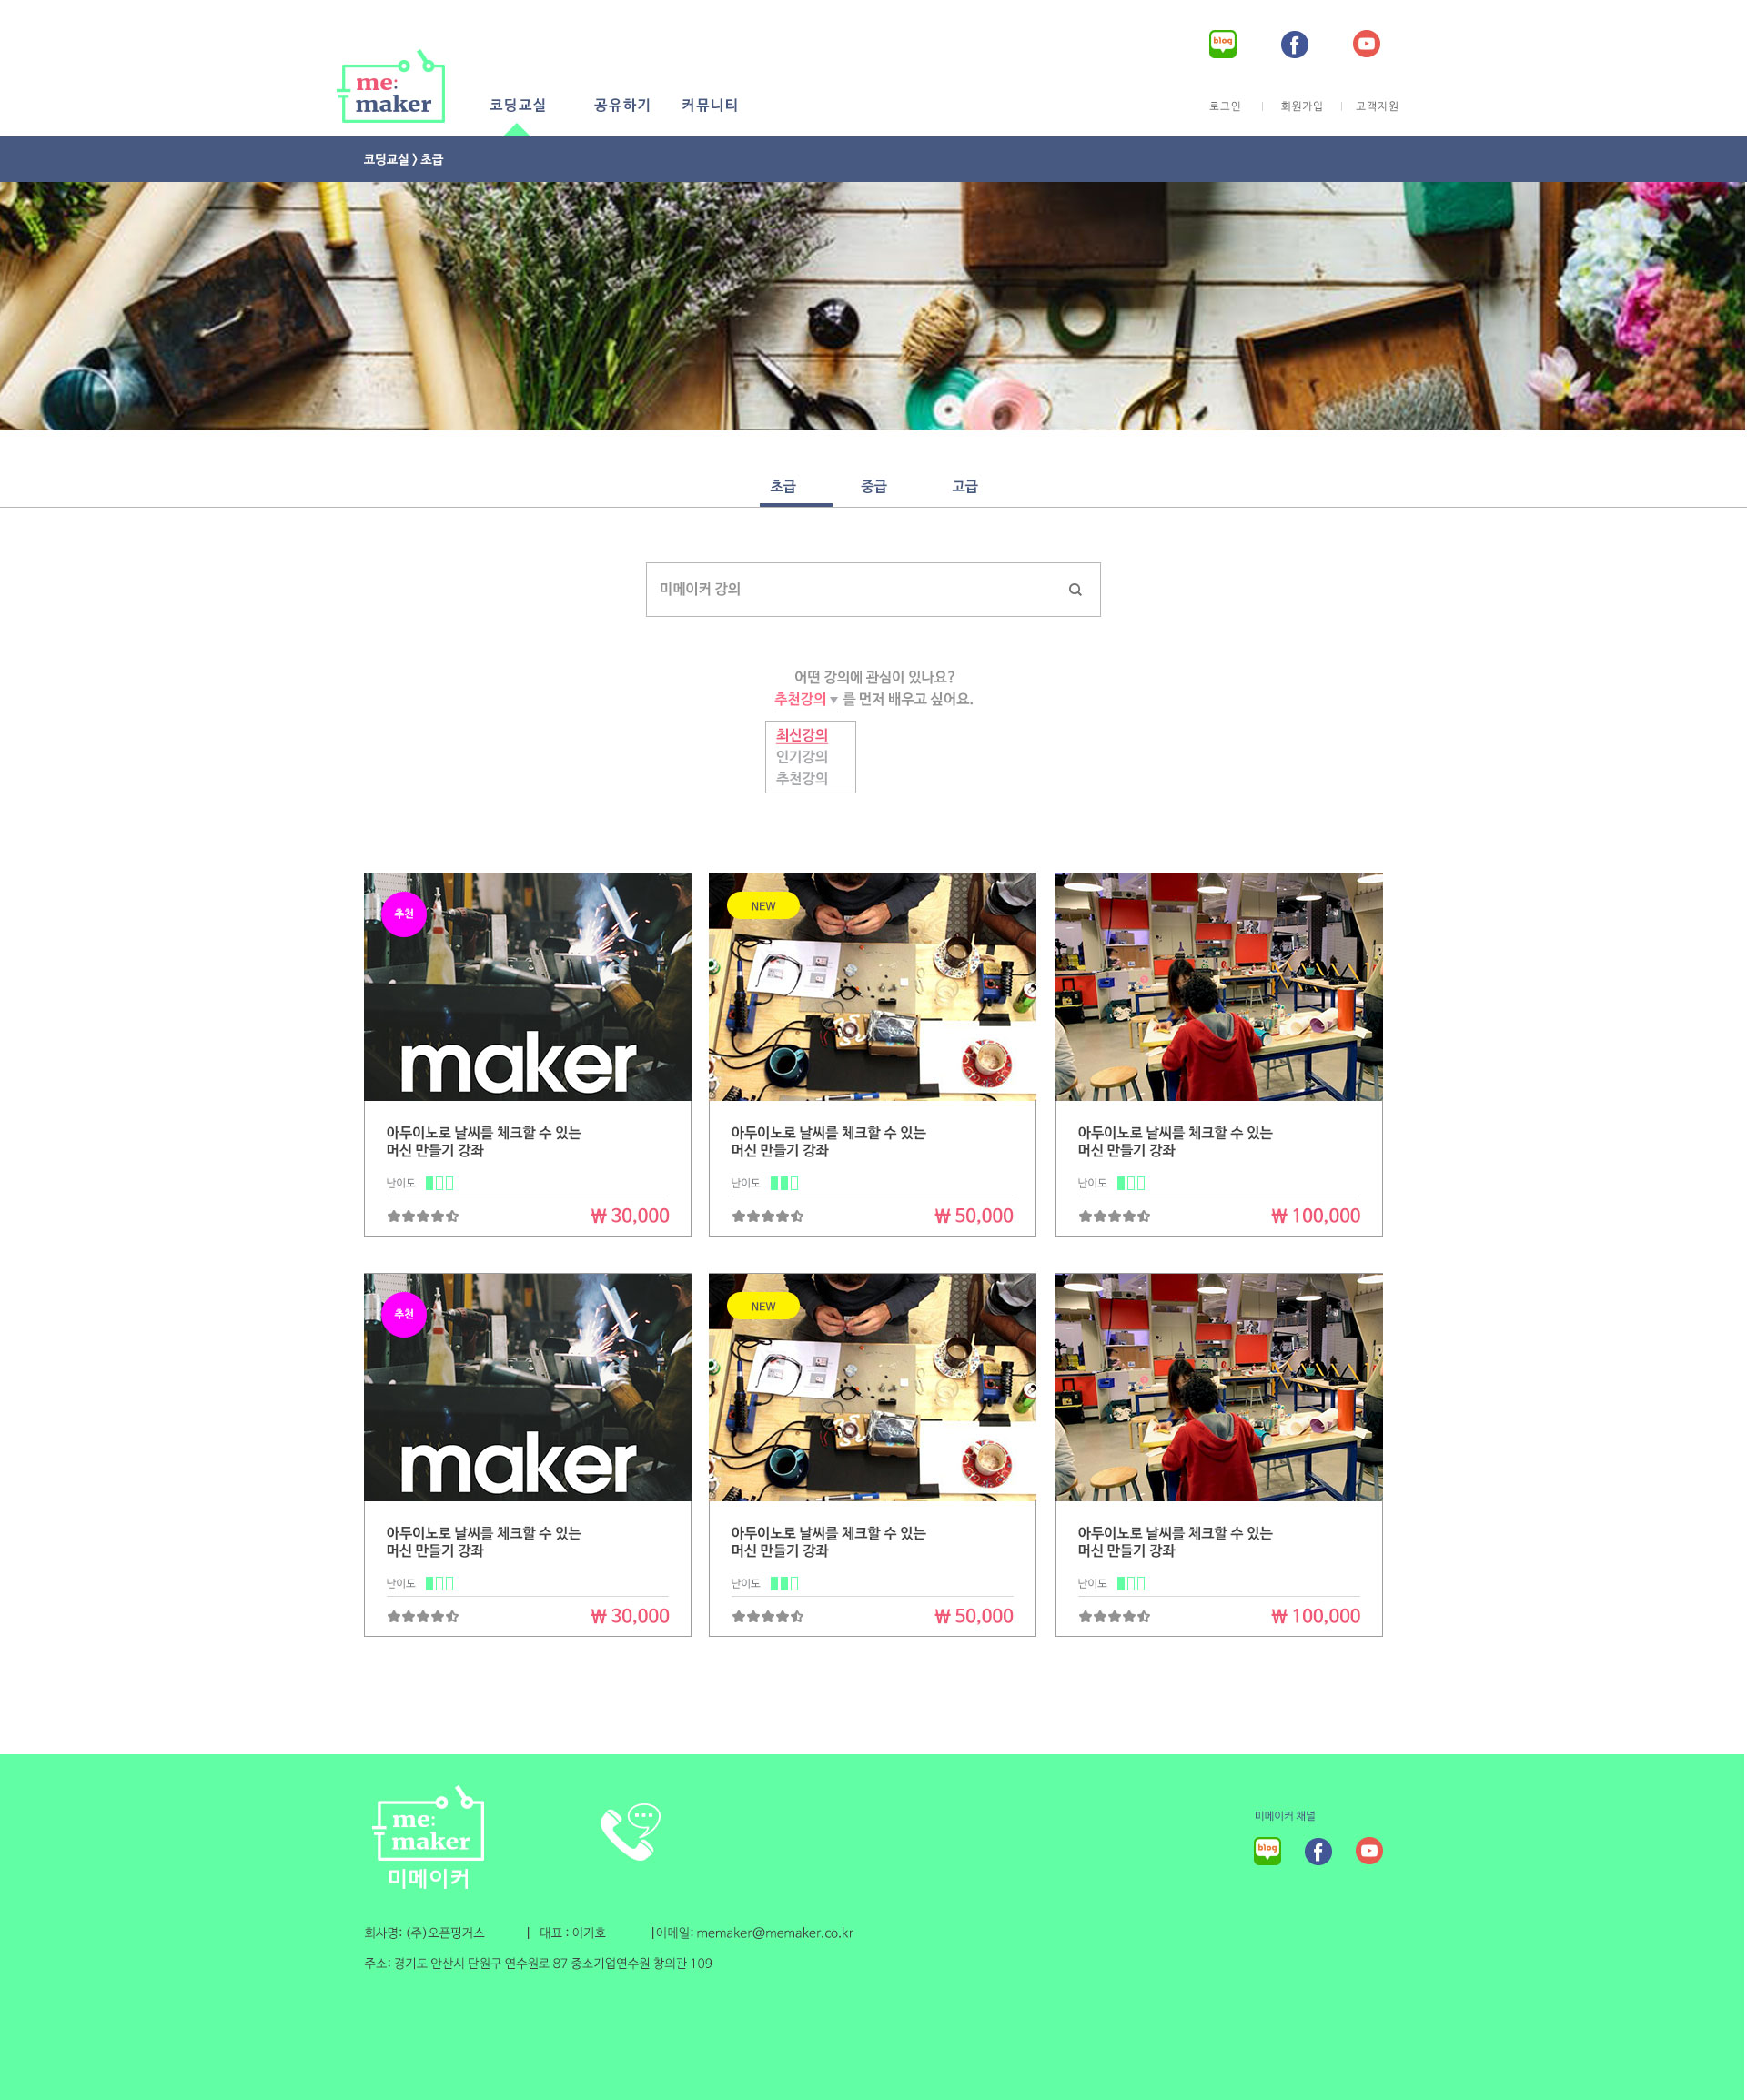 blog
me:
maker
코딩교실 공유하기 커뮤니티
로그인 | 회원가입 | 고객지원
코딩교실 > 초급
초급 중급 고급
미메이커 강의
어떤 강의에 관심이 있나요?
추천강의 ▾ 를 먼저 배우고 싶어요.
최신강의
인기강의
추천강의
추천
maker
아두이노로 날씨를 체크할 수 있는
머신 만들기 강좌
난이도
₩ 30,000
NEW
아두이노로 날씨를 체크할 수 있는
머신 만들기 강좌
난이도
₩ 50,000
아두이노로 날씨를 체크할 수 있는
머신 만들기 강좌
난이도
₩ 100,000
추천
maker
아두이노로 날씨를 체크할 수 있는
머신 만들기 강좌
난이도
₩ 30,000
NEW
아두이노로 날씨를 체크할 수 있는
머신 만들기 강좌
난이도
₩ 50,000
아두이노로 날씨를 체크할 수 있는
머신 만들기 강좌
난이도
₩ 100,000
me:
maker
미메이커
미메이커 채널
blog
회사명: (주)오픈핑거스 | 대표 : 이기호 |이메일: memaker@memaker.co.kr
주소: 경기도 안산시 단원구 연수원로 87 중소기업연수원 창의관 109